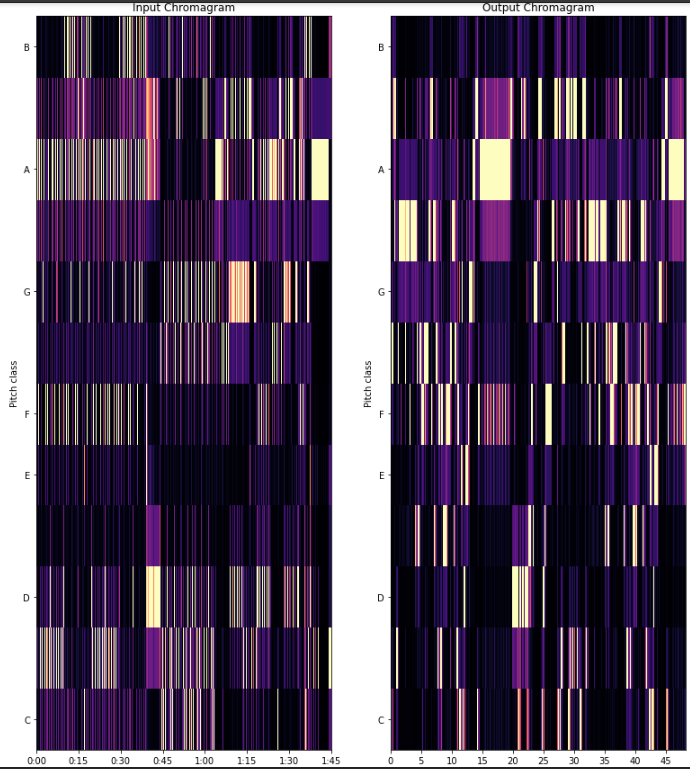 Input Chromagram
Output Chromagram
Pitch class
B
A
G
F
E
D
C
0:00 0:15 0:30 0:45 1:00 1:15 1:30 1:45
Pitch class
B
A
G
F
E
D
C
0 5 10 15 20 25 30 35 40 45